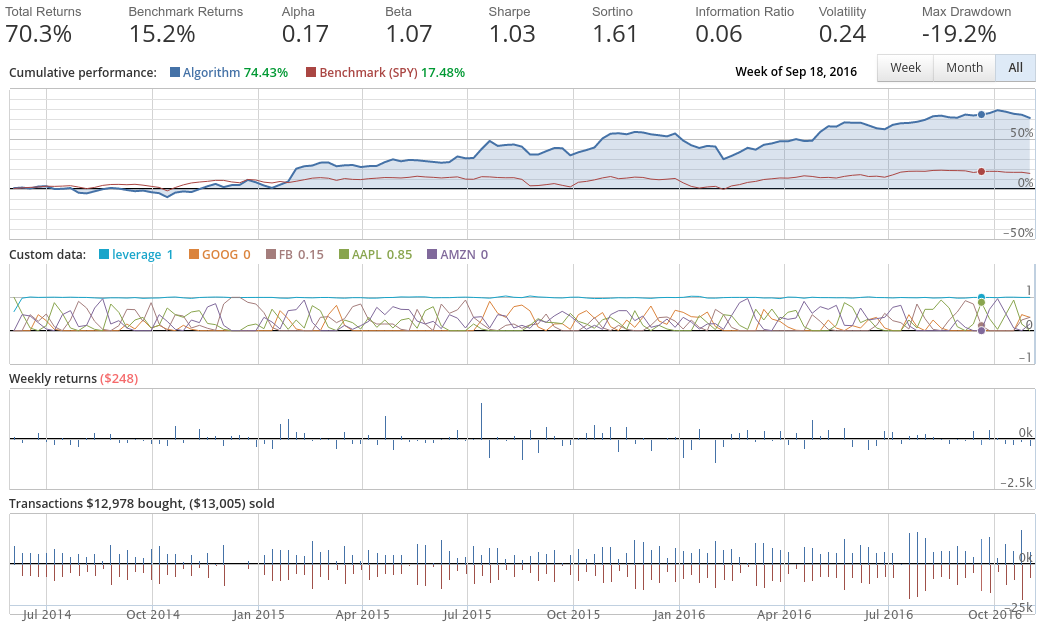 Total Returns Benchmark Returns Alpha Beta Sharpe Sortino Information Ratio Volatility Max Drawdown
70.3% 15.2% 0.17 1.07 1.03 1.61 0.06 0.24 -19.2%
Cumulative performance: Algorithm 74.43% Benchmark (SPY) 17.48% Week of Sep 18, 2016 Week Month All
50%
0%
−50%
Custom data: leverage 1 GOOG 0 FB 0.15 AAPL 0.85 AMZN 0
1
0
−1
Weekly returns ($248)
0k
−2.5k
Transactions $12,978 bought, ($13,005) sold
0k
−25k
Jul 2014 Oct 2014 Jan 2015 Apr 2015 Jul 2015 Oct 2015 Jan 2016 Apr 2016 Jul 2016 Oct 2016